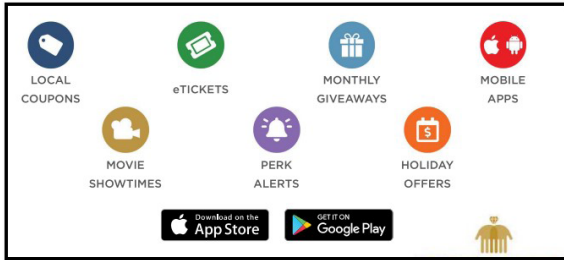 LOCAL
COUPONS
eTICKETS
MONTHLY
GIVEAWAYS
MOBILE
APPS
MOVIE
SHOWTIMES
PERK
ALERTS
$
HOLIDAY
OFFERS
Download on the
App Store
GET IT ON
Google Play